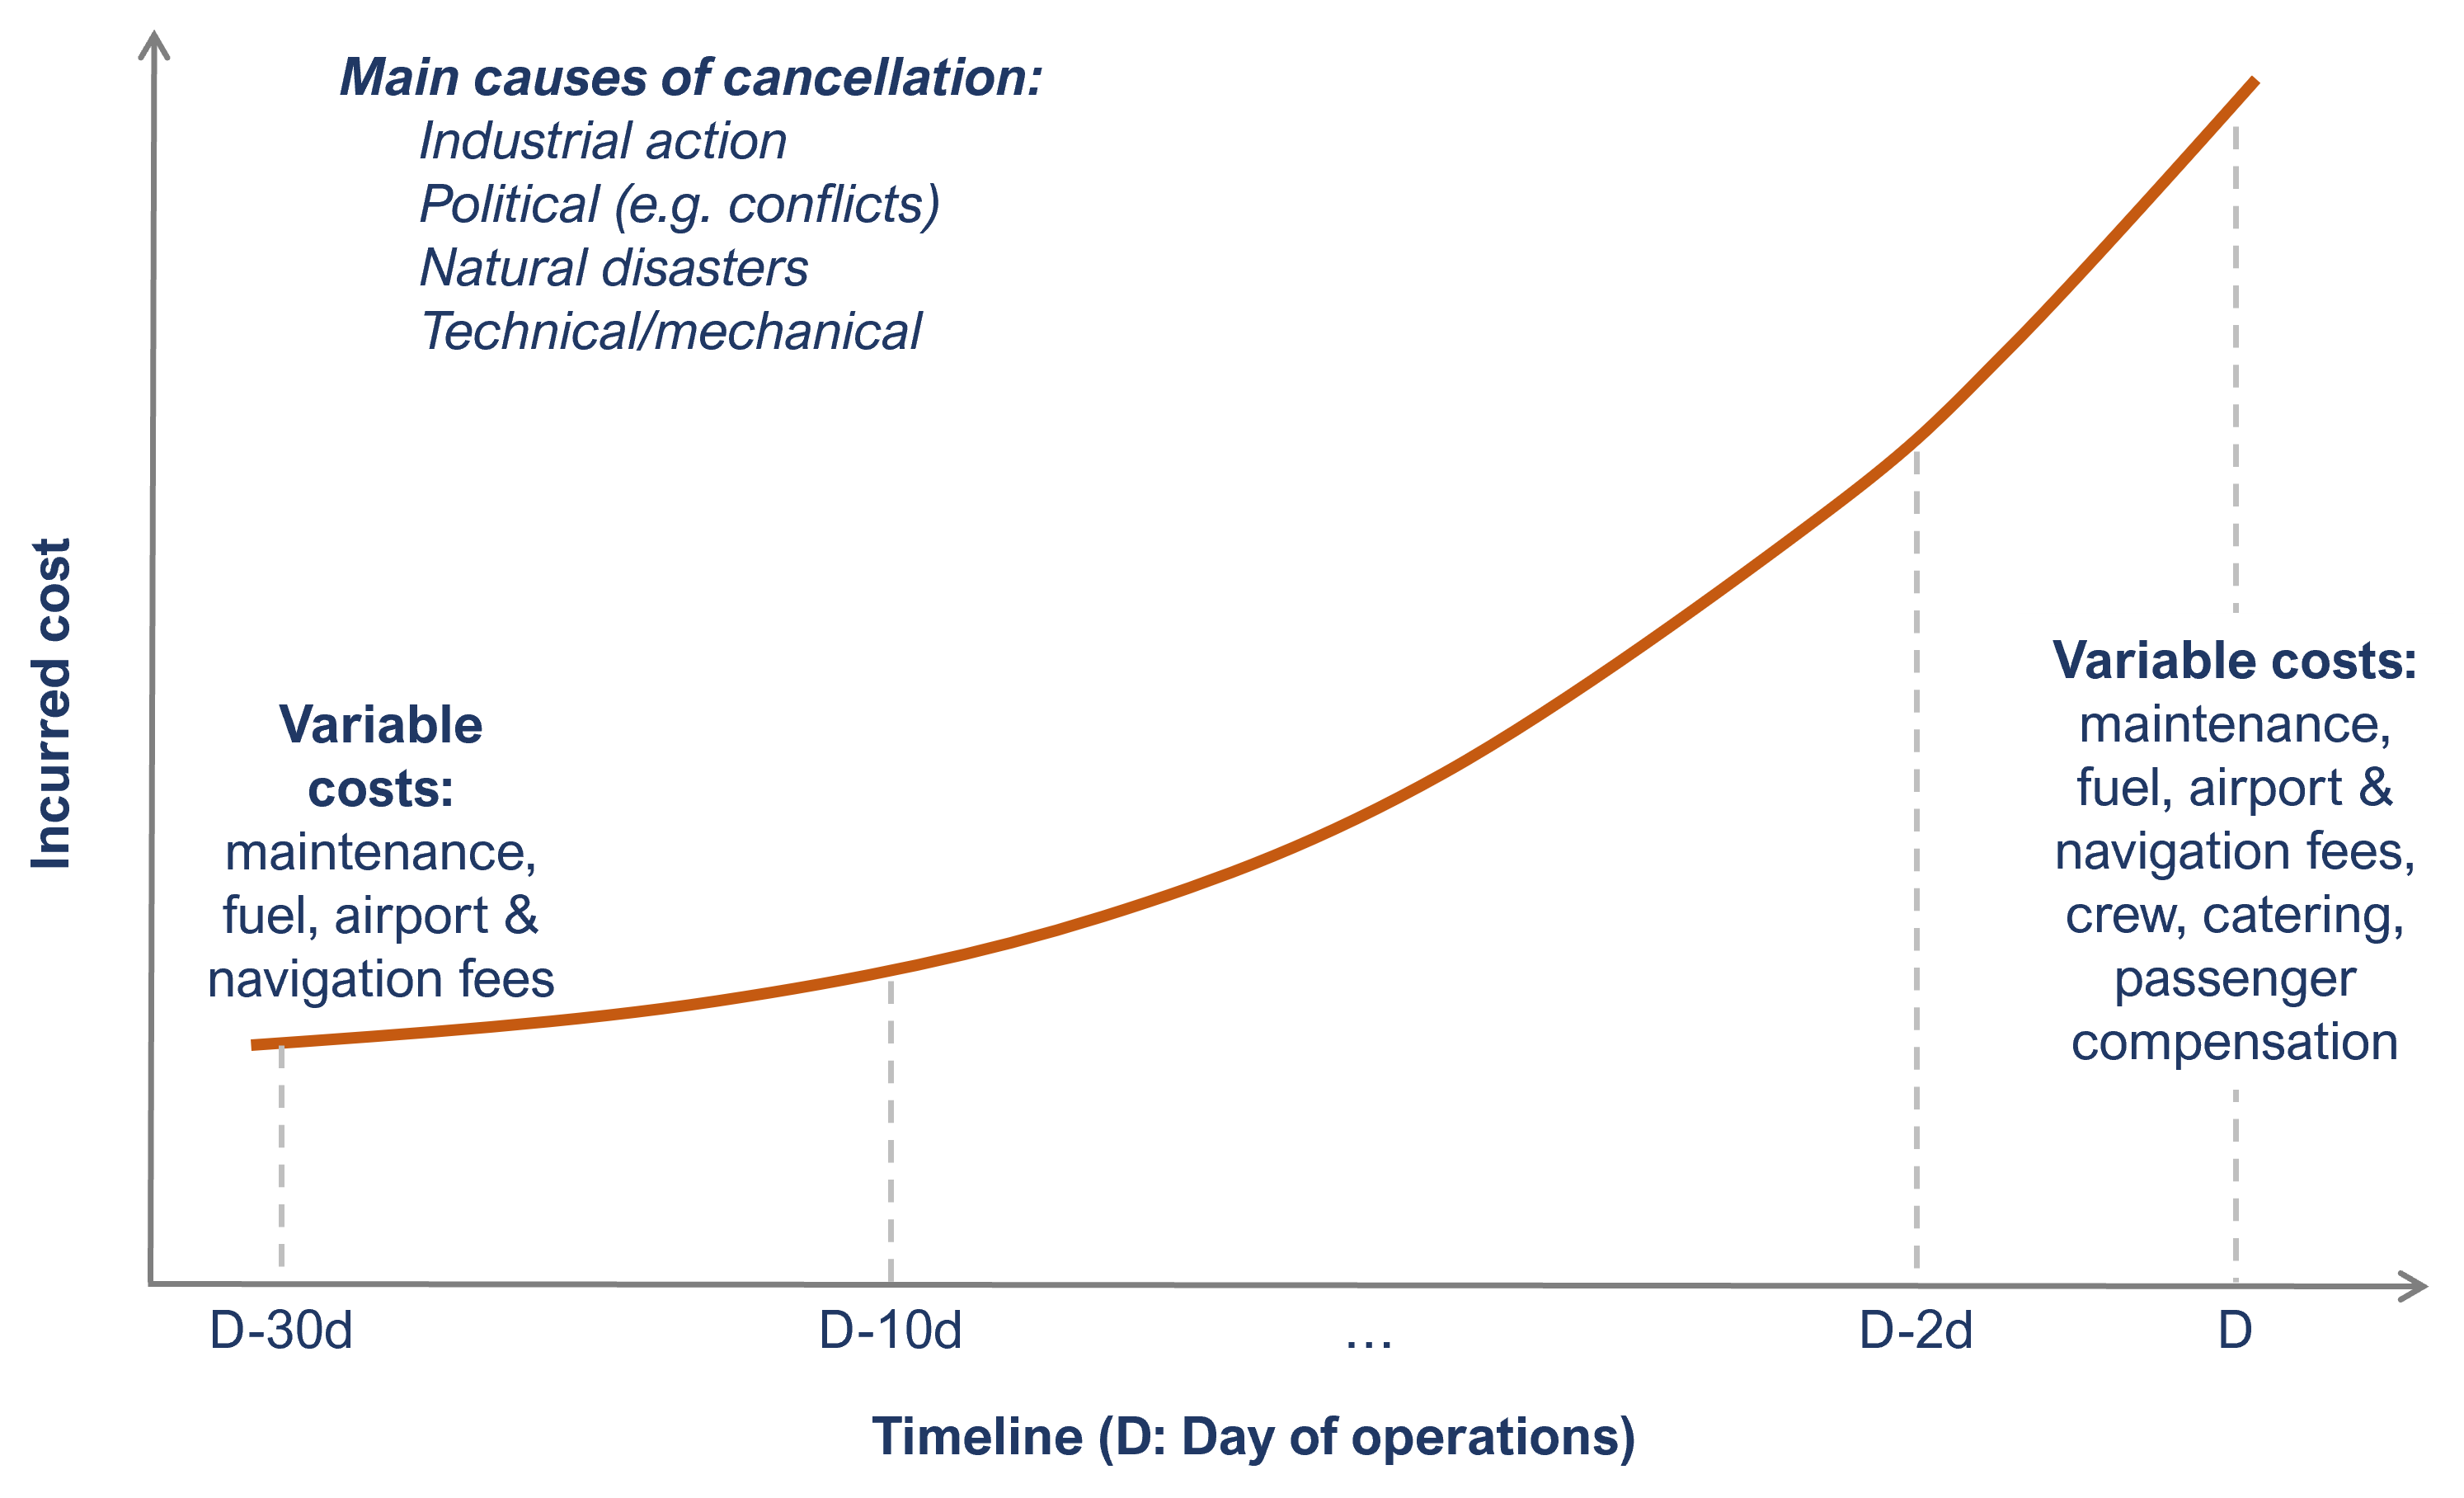 Main causes of cancellation:
Industrial action
Political (e.g. conflicts)
Natural disasters
Technical/mechanical
Incurred cost
Variable
costs:
maintenance,
fuel, airport &
navigation fees
Variable costs:
maintenance,
fuel, airport &
navigation fees,
crew, catering,
passenger
compensation
D-30d
D-10d
...
D-2d
D
Timeline (D: Day of operations)